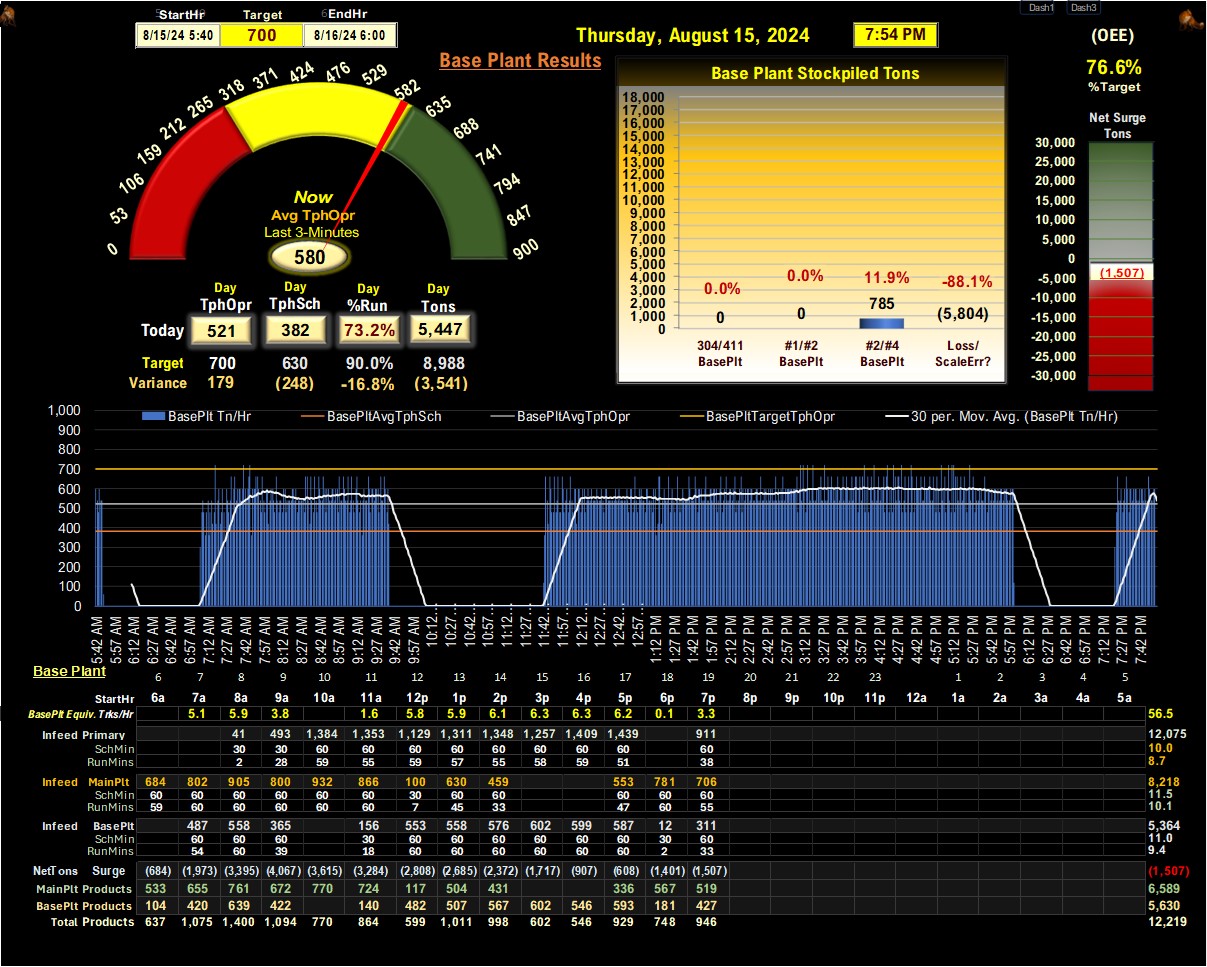 StartHr Target EndHr
8/15/24 5:40 700 8/16/24 6:00
Thursday, August 15, 2024 7:54 PM
Dash1 Dash3
(OEE)
76.6%
%Target
Base Plant Results
Net Surge
Tons
30,000
25,000
20,000
15,000
10,000
5,000
0
-5,000
-10,000
-15,000
-20,000
-25,000
-30,000
(1,507)
0 53 106 159 212 265 318 371 424 476 529 582 635 688 741 794 847 900
Now
Avg TphOpr
Last 3-Minutes
580
Base Plant Stockpiled Tons
18,000
17,000
16,000
15,000
14,000
13,000
12,000
11,000
10,000
9,000
8,000
7,000
6,000
5,000
4,000
3,000
2,000
1,000
0
0.0% 0.0% 11.9% -88.1%
0 0 785 (5,804)
304/411 #1/#2 #2/#4 Loss/
BasePlt BasePlt BasePlt ScaleErr?
Day Day Day Day
TphOpr TphSch %Run Tons
Today 521 382 73.2% 5,447
Target 700 630 90.0% 8,988
Variance 179 (248) -16.8% (3,541)
BasePlt Tn/Hr BasePltAvgTphSch BasePltAvgTphOpr BasePltTargetTphOpr 30 per. Mov. Avg. (BasePlt Tn/Hr)
1,000
900
800
700
600
500
400
300
200
100
0
5:42 AM 5:57 AM 6:12 AM 6:27 AM 6:42 AM 6:57 AM 7:12 AM 7:27 AM 7:42 AM 7:57 AM 8:12 AM 8:27 AM 8:42 AM 8:57 AM 9:12 AM 9:27 AM 9:42 AM 9:57 AM 10:12... 10:27... 10:42... 10:57... 11:12... 11:27... 11:42... 11:57... 12:12... 12:27... 12:42... 12:57... 1:12 PM 1:27 PM 1:42 PM 1:57 PM 2:12 PM 2:27 PM 2:42 PM 2:57 PM 3:12 PM 3:27 PM 3:42 PM 3:57 PM 4:12 PM 4:27 PM 4:42 PM 4:57 PM 5:12 PM 5:27 PM 5:42 PM 5:57 PM 6:12 PM 6:27 PM 6:42 PM 6:57 PM 7:12 PM 7:27 PM 7:42 PM
Base Plant
6 7 8 9 10 11 12 13 14 15 16 17 18 19 20 21 22 23 1 2 3 4 5
StartHr 6a 7a 8a 9a 10a 11a 12p 1p 2p 3p 4p 5p 6p 7p 8p 9p 10p 11p 12a 1a 2a 3a 4a 5a
BasePlt Equiv. Trks/Hr 5.1 5.9 3.8 1.6 5.8 5.9 6.1 6.3 6.3 6.2 0.1 3.3 56.5
Infeed Primary 41 493 1,384 1,353 1,129 1,311 1,348 1,257 1,409 1,439 911 12,075
SchMin 30 30 60 60 60 60 60 60 60 60 60 10.0
RunMins 2 28 59 55 59 57 55 58 59 51 38 8.7
Infeed MainPlt 684 802 905 800 932 866 100 630 459 553 781 706 8,218
SchMin 60 60 60 60 60 60 30 60 60 60 60 60 11.5
RunMins 59 60 60 60 60 60 7 45 33 47 60 55 10.1
Infeed BasePlt 487 558 365 156 553 558 576 602 599 587 12 311 5,364
SchMin 60 60 60 30 60 60 60 60 60 60 30 60 11.0
RunMins 54 60 39 18 60 60 60 60 60 60 2 33 9.4
NetTons Surge (684) (1,973) (3,395) (4,067) (3,615) (3,284) (2,808) (2,685) (2,372) (1,717) (907) (608) (1,401) (1,507) (1,507)
MainPlt Products 533 655 761 672 770 724 117 504 431 336 567 519 6,589
BasePlt Products 104 420 639 422 140 482 507 567 602 546 593 181 427 5,630
Total Products 637 1,075 1,400 1,094 770 864 599 1,011 998 602 546 929 748 946 12,219